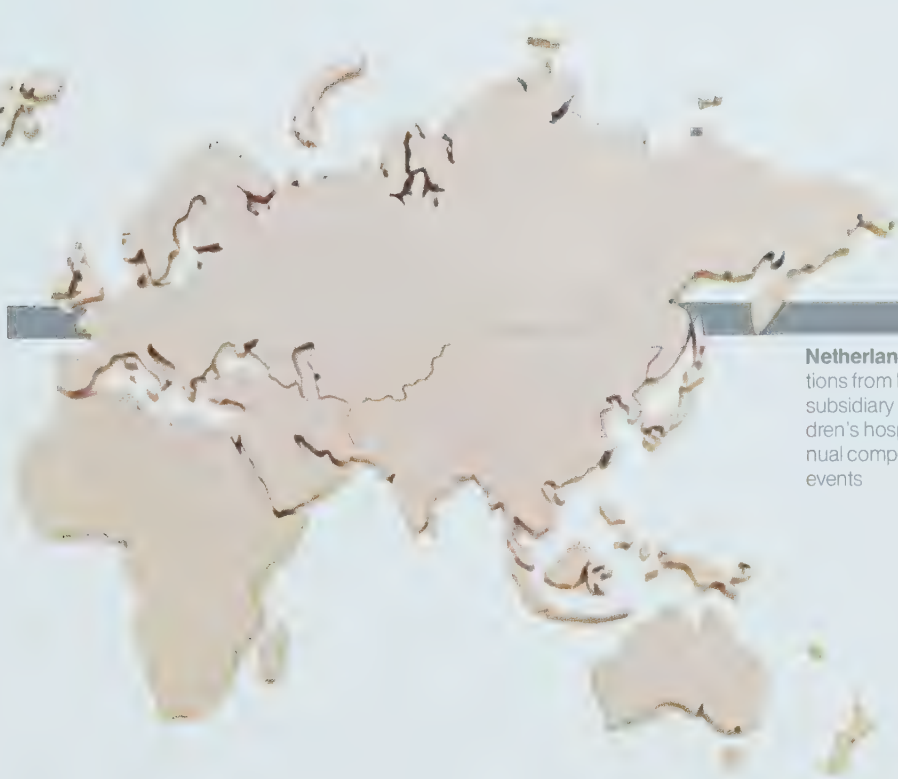 Netherlan
tions from
subsidiary
dren's hosp
nual comp
events